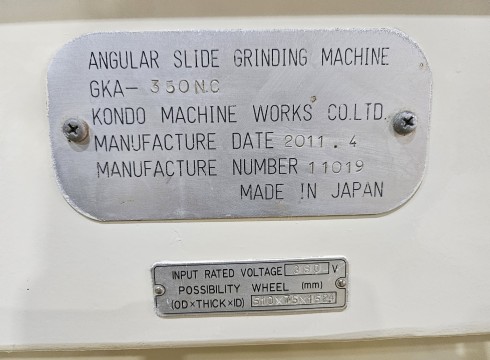 ANGULAR SLIDE GRINDING MACHINE
GKA- 350NC
KONDO MACHINE WORKS CO.LTD.
MANUFACTURE DATE 2011.4
MANUFACTURE NUMBER 11019
MADE IN JAPAN
INPUT RATED VOLTAGE V
POSSIBILITY WHEEL (mm)
(OD×THICK×ID)